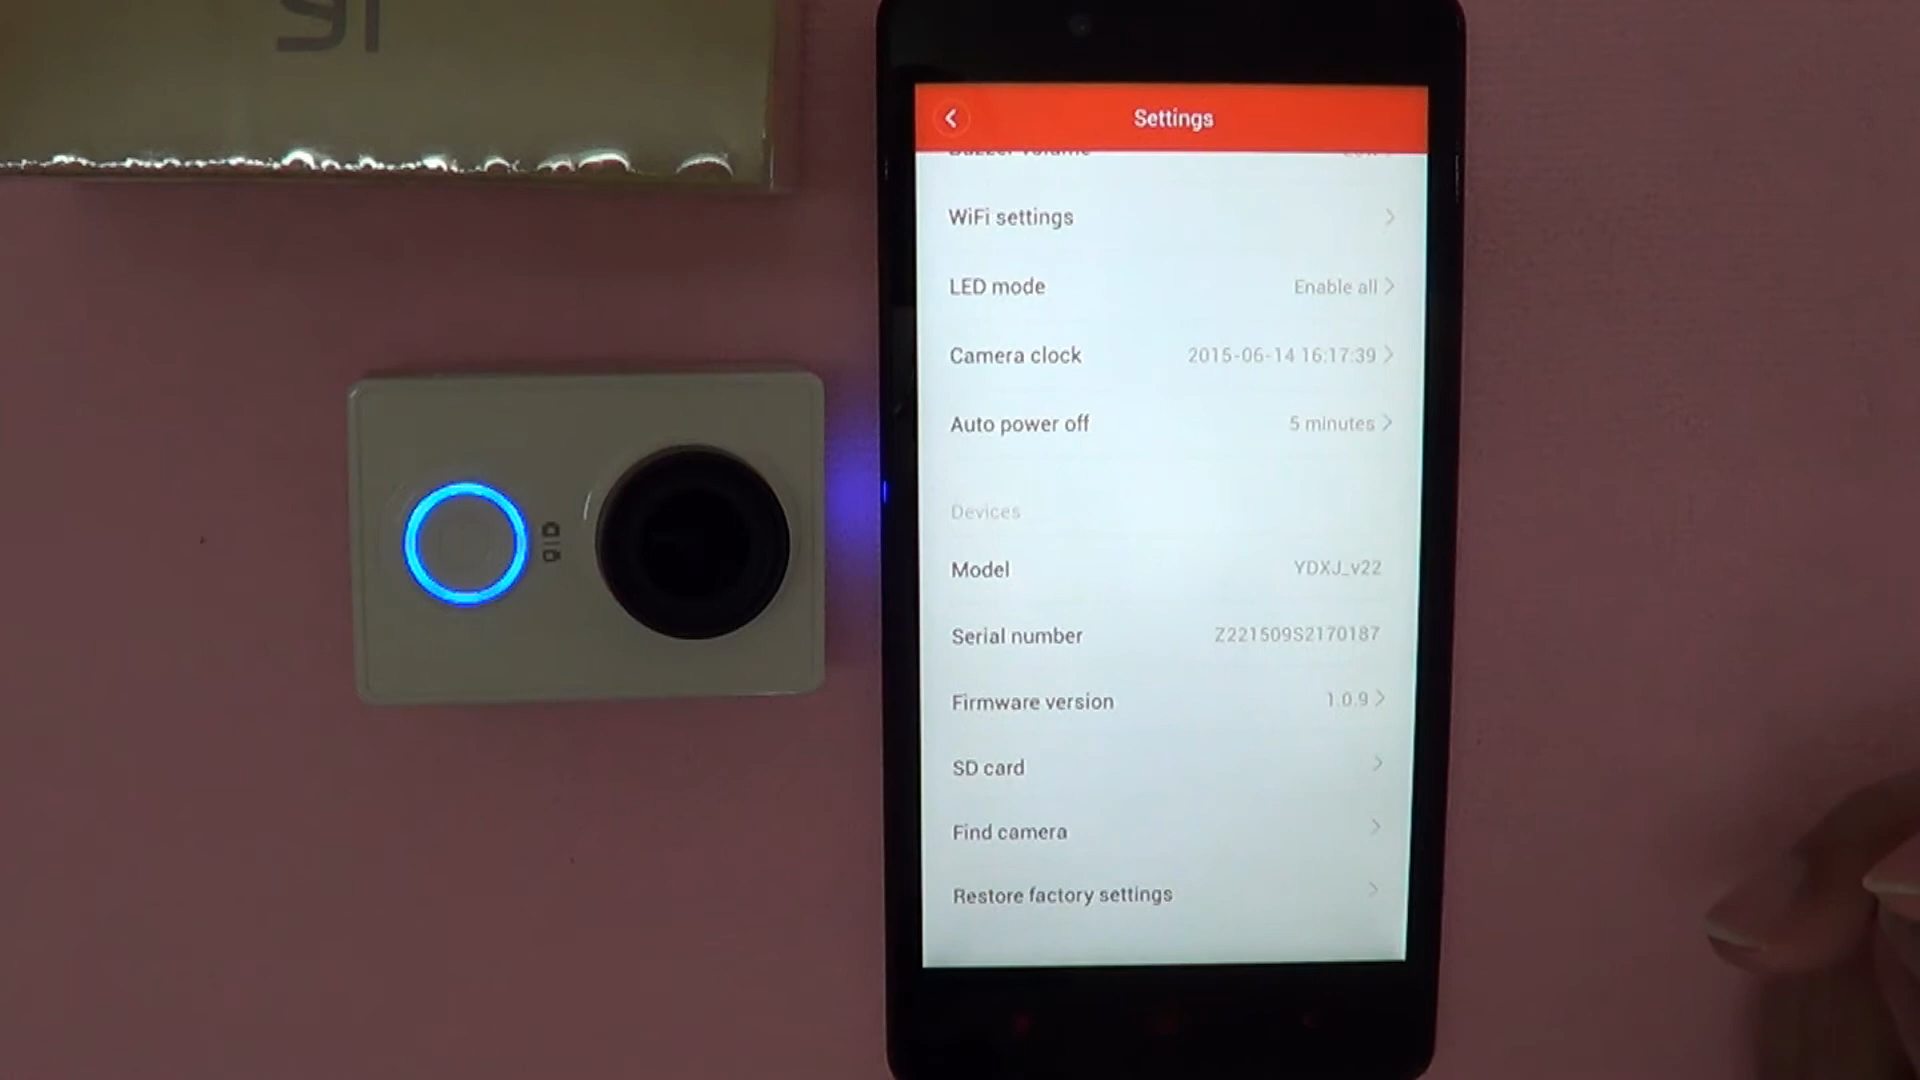 Settings
Buzzer volume
WiFi settings
LED mode Enable all
Camera clock 2015-06-14 16:17:39
Auto power off 5 minutes
Devices
Model YDXJ_v22
Serial number Z221509S2170187
Firmware version 1.0.9
SD card
Find camera
Restore factory settings